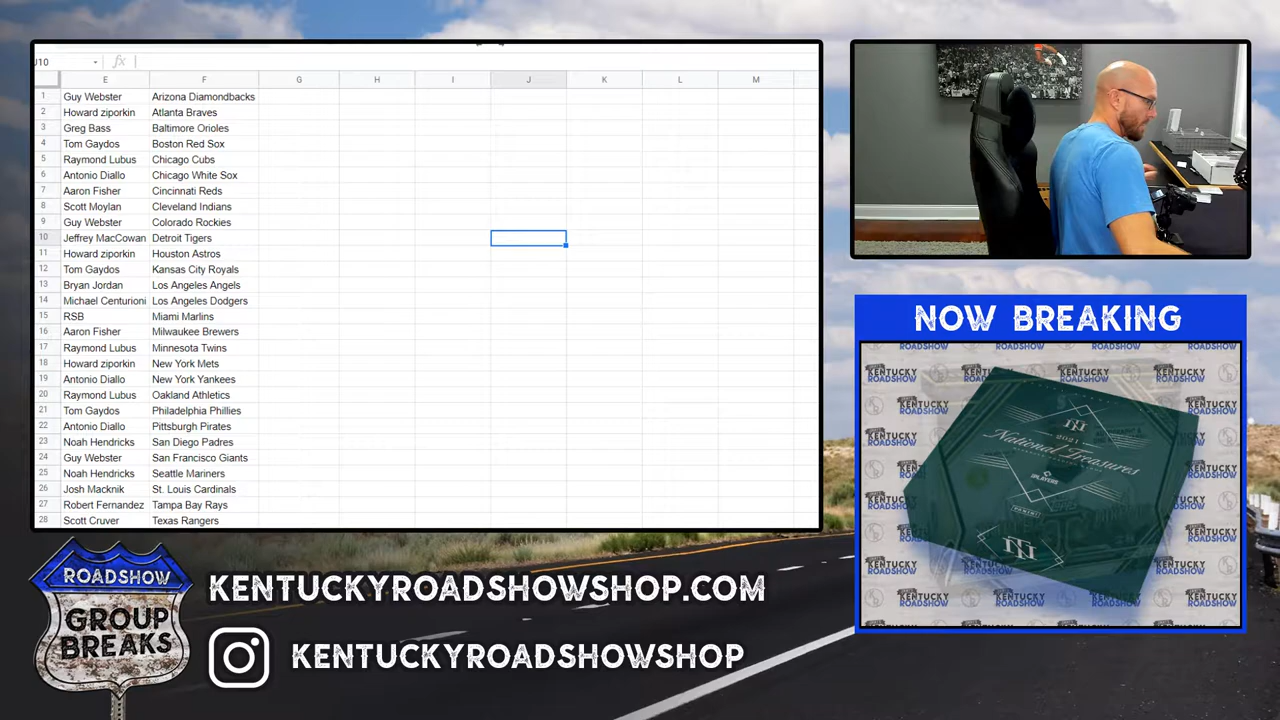 J10
fx
E F G H I J K L M
1 Guy Webster Arizona Diamondbacks
2 Howard ziporkin Atlanta Braves
3 Greg Bass Baltimore Orioles
4 Tom Gaydos Boston Red Sox
5 Raymond Lubus Chicago Cubs
6 Antonio Diallo Chicago White Sox
7 Aaron Fisher Cincinnati Reds
8 Scott Moylan Cleveland Indians
9 Guy Webster Colorado Rockies
10 Jeffrey MacCowan Detroit Tigers
11 Howard ziporkin Houston Astros
12 Tom Gaydos Kansas City Royals
13 Bryan Jordan Los Angeles Angels
14 Michael Centurioni Los Angeles Dodgers
15 RSB Miami Marlins
16 Aaron Fisher Milwaukee Brewers
17 Raymond Lubus Minnesota Twins
18 Howard ziporkin New York Mets
19 Antonio Diallo New York Yankees
20 Raymond Lubus Oakland Athletics
21 Tom Gaydos Philadelphia Phillies
22 Antonio Diallo Pittsburgh Pirates
23 Noah Hendricks San Diego Padres
24 Guy Webster San Francisco Giants
25 Noah Hendricks Seattle Mariners
26 Josh Macknik St. Louis Cardinals
27 Robert Fernandez Tampa Bay Rays
28 Scott Cruver Texas Rangers
NOW BREAKING
KENTUCKY
ROADSHOW
2021
National Treasures
PLAYERS
PANINI
ROADSHOW
GROUP
BREAKS
KENTUCKYROADSHOWSHOP.COM
KENTUCKYROADSHOWSHOP